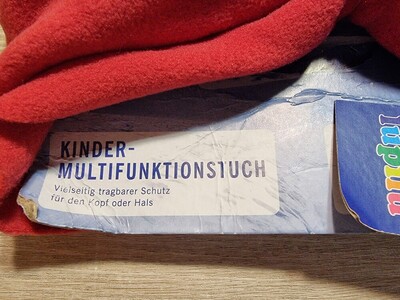 KINDER-
MULTIFUNKTIONSTUCH
Vielseitig tragbarer Schutz
für den Kopf oder Hals
lupilu